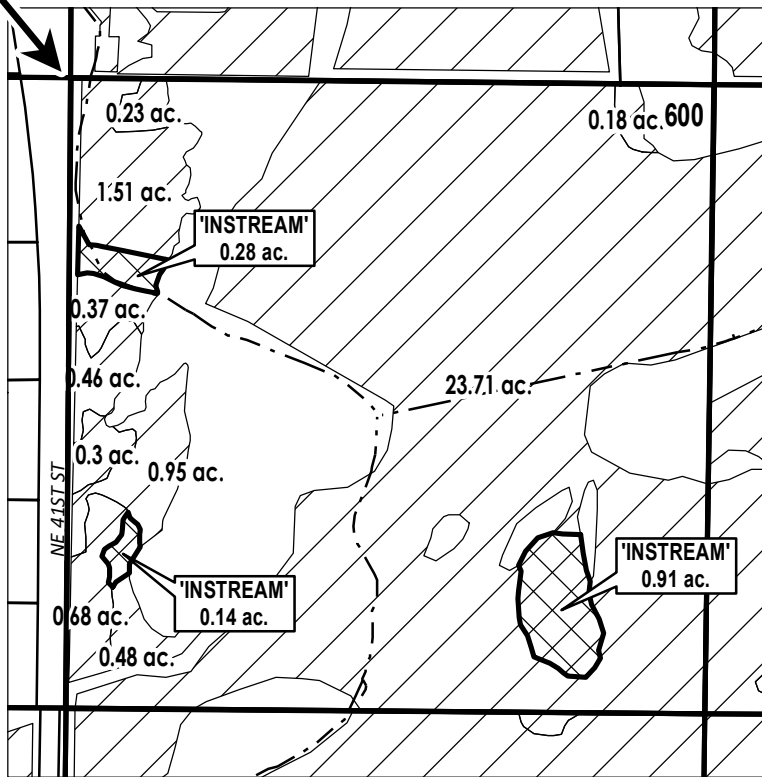 0.23 ac.
0.18 ac. 600
1.51 ac.
'INSTREAM'
0.28 ac.
0.37 ac.
0.46 ac.
23.71 ac.
0.3 ac.
0.95 ac.
NE 41ST ST
'INSTREAM'
0.91 ac.
'INSTREAM'
0.14 ac.
0.68 ac.
0.48 ac.